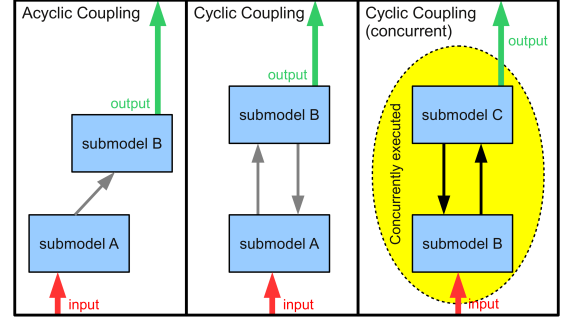 Acyclic Coupling
output
submodel B
submodel A
input
Cyclic Coupling
output
submodel B
submodel A
input
Cyclic Coupling
(concurrent)
output
submodel C
Concurrently executed
submodel B
input